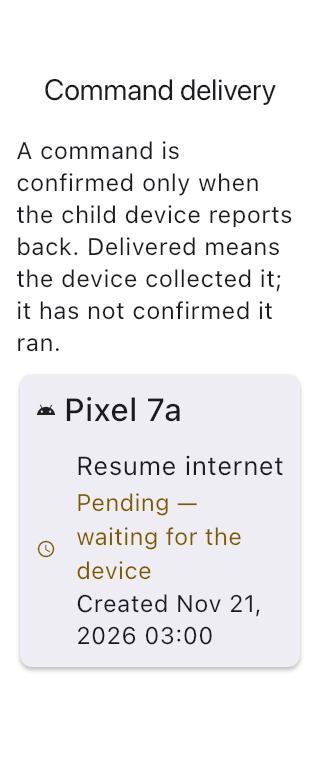 Command delivery
A command is
confirmed only when
the child device reports
back. Delivered means
the device collected it;
it has not confirmed it
ran.
Pixel 7a
Resume internet
Pending —
waiting for the
device
Created Nov 21,
2026 03:00